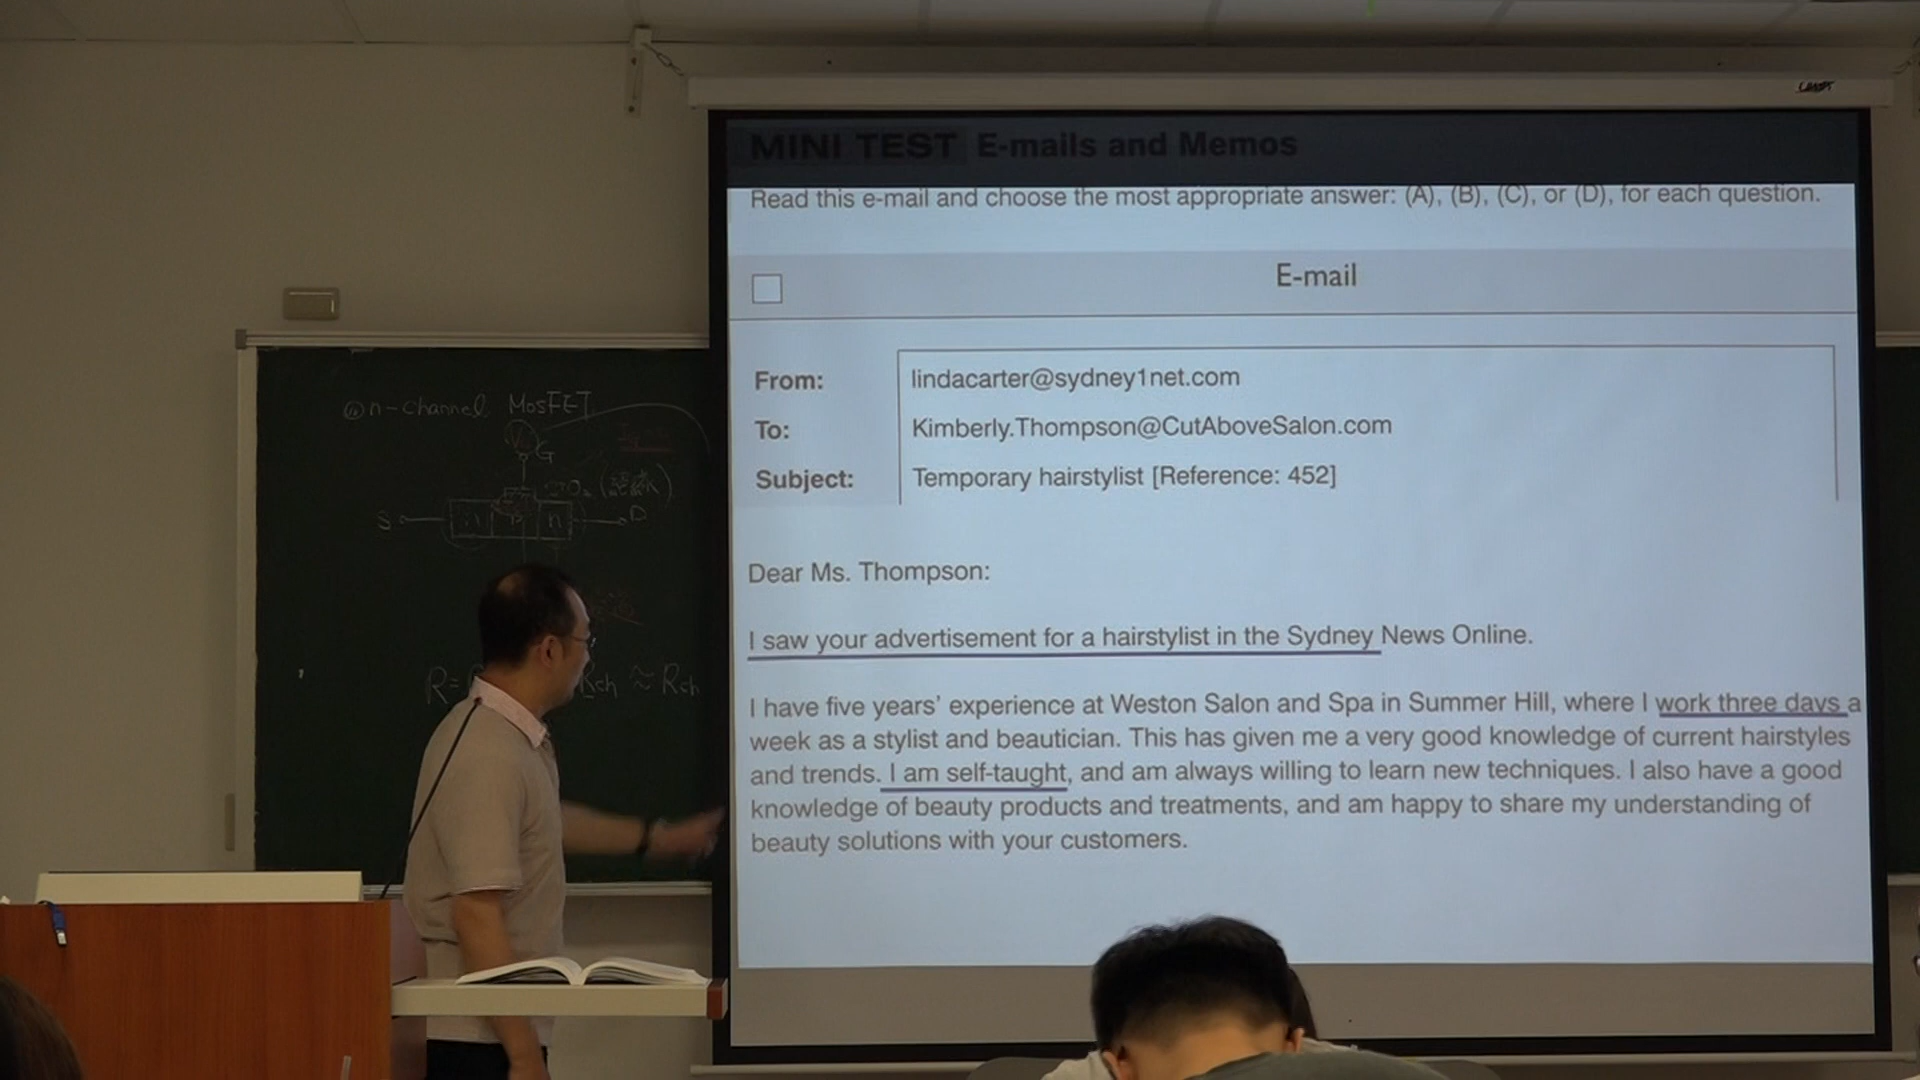 MINI TEST E-mails and Memos
Read this e-mail and choose the most appropriate answer: (A), (B), (C), or (D), for each question.
E-mail
From: lindacarter@sydney1net.com
To: Kimberly.Thompson@CutAboveSalon.com
Subject: Temporary hairstylist [Reference: 452]
Dear Ms. Thompson:
I saw your advertisement for a hairstylist in the Sydney News Online.
I have five years' experience at Weston Salon and Spa in Summer Hill, where I work three days a
week as a stylist and beautician. This has given me a very good knowledge of current hairstyles
and trends. I am self-taught, and am always willing to learn new techniques. I also have a good
knowledge of beauty products and treatments, and am happy to share my understanding of
beauty solutions with your customers.
n-channel MosFET
G
S
n
D
R=
Rch ≈ Rch